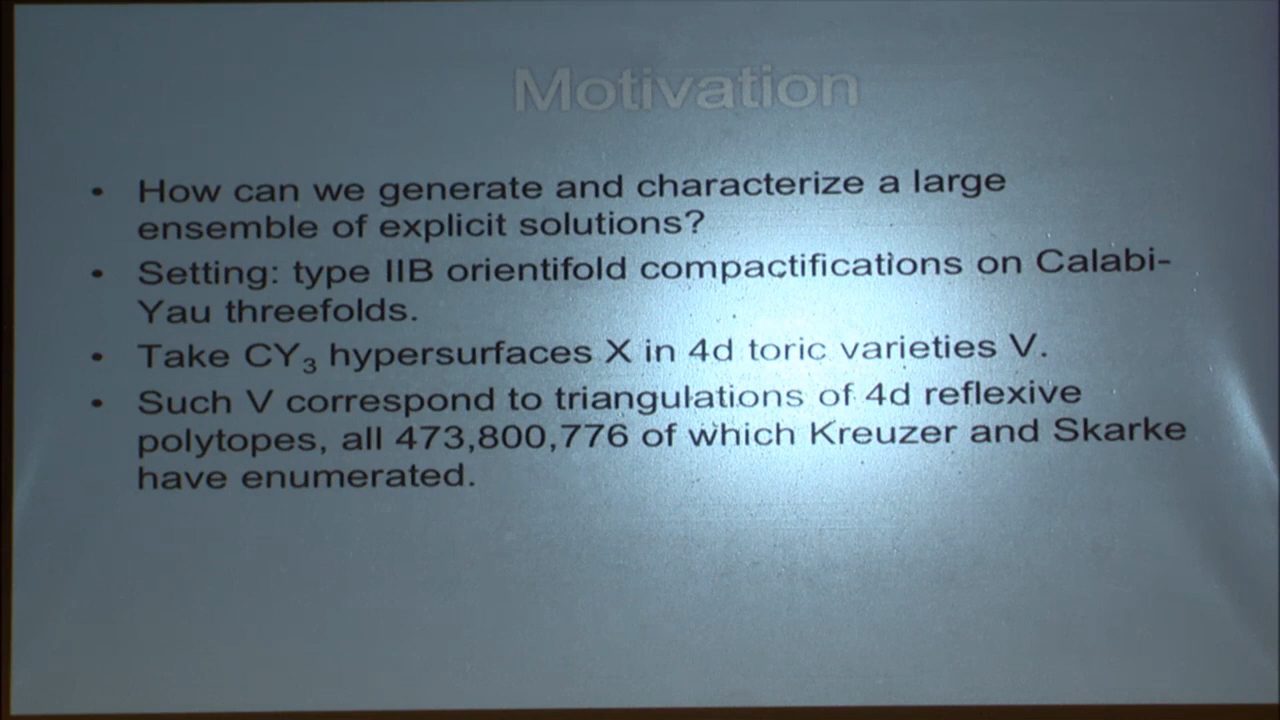 Motivation
• How can we generate and characterize a large
ensemble of explicit solutions?
• Setting: type IIB orientifold compactifications on Calabi-
Yau threefolds.
• Take CY₃ hypersurfaces X in 4d toric varieties V.
• Such V correspond to triangulations of 4d reflexive
polytopes, all 473,800,776 of which Kreuzer and Skarke
have enumerated.